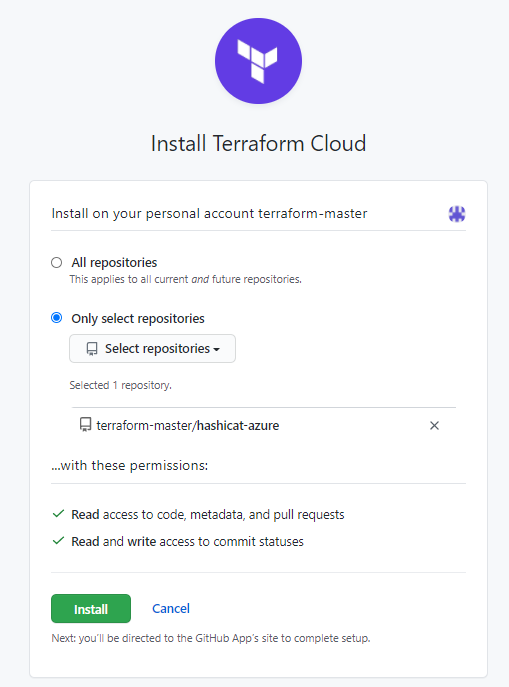 Install Terraform Cloud
Install on your personal account terraform-master
All repositories
This applies to all current and future repositories.
Only select repositories
Select repositories
Selected 1 repository.
terraform-master/hashicat-azure
...with these permissions:
Read access to code, metadata, and pull requests
Read and write access to commit statuses
Install Cancel
Next: you'll be directed to the GitHub App's site to complete setup.